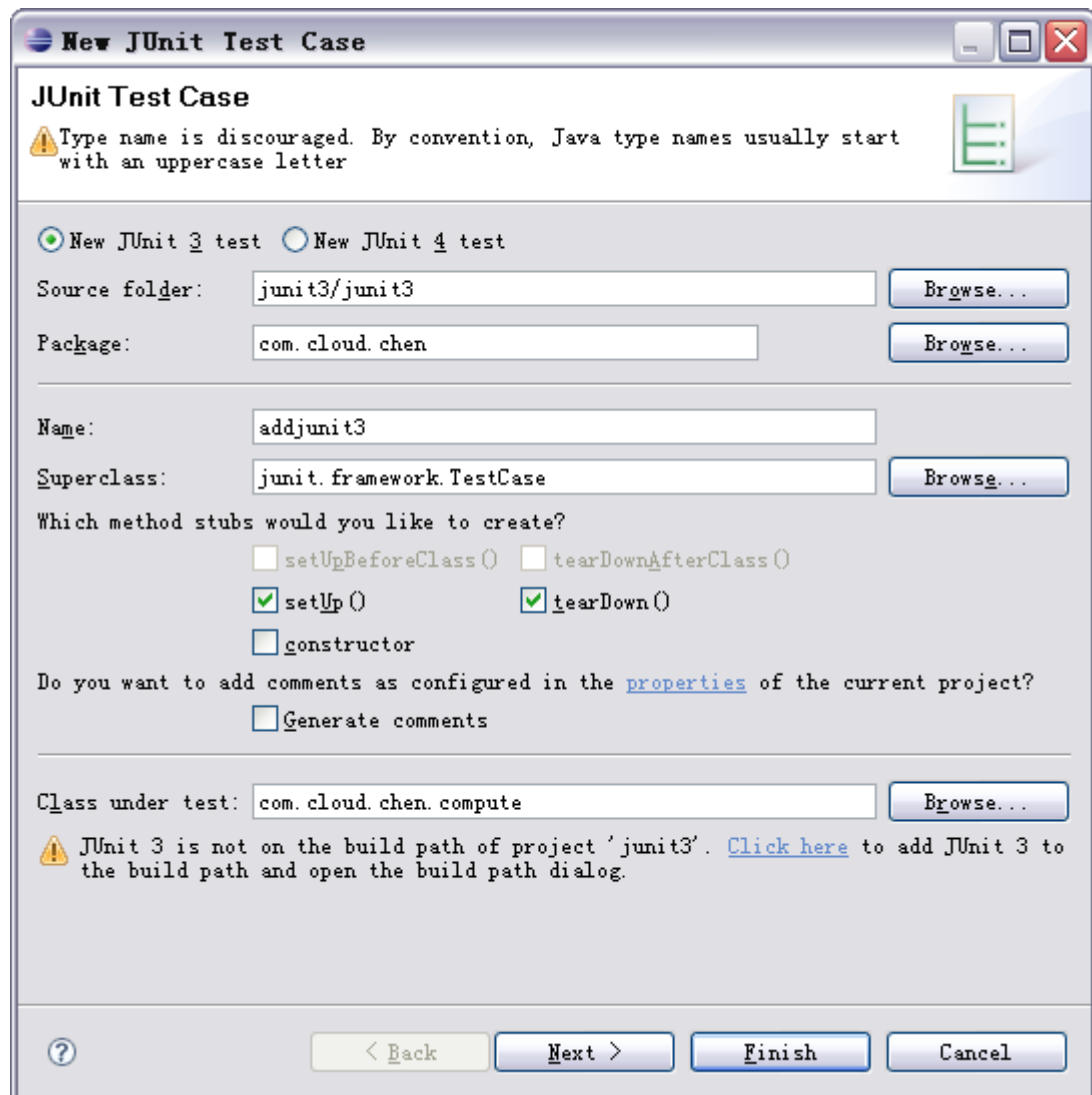 New JUnit Test Case
JUnit Test Case
Type name is discouraged. By convention, Java type names usually start
with an uppercase letter
New JUnit 3 test New JUnit 4 test
Source folder: junit3/junit3 Browse...
Package: com.cloud.chen Browse...
Name: addjunit3
Superclass: junit.framework.TestCase Browse...
Which method stubs would you like to create?
setUpBeforeClass() tearDownAfterClass()
setUp() tearDown()
constructor
Do you want to add comments as configured in the properties of the current project?
Generate comments
Class under test: com.cloud.chen.compute Browse...
JUnit 3 is not on the build path of project 'junit3'. Click here to add JUnit 3 to
the build path and open the build path dialog.
? < Back Next > Finish Cancel